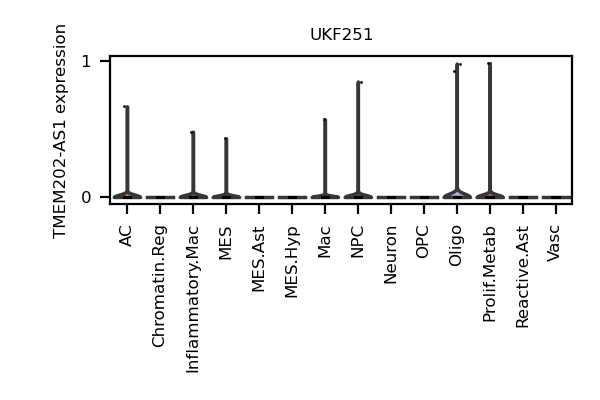 UKF251
TMEM202-AS1 expression
1
0
AC
Chromatin.Reg
Inflammatory.Mac
MES
MES.Ast
MES.Hyp
Mac
NPC
Neuron
OPC
Oligo
Prolif.Metab
Reactive.Ast
Vasc